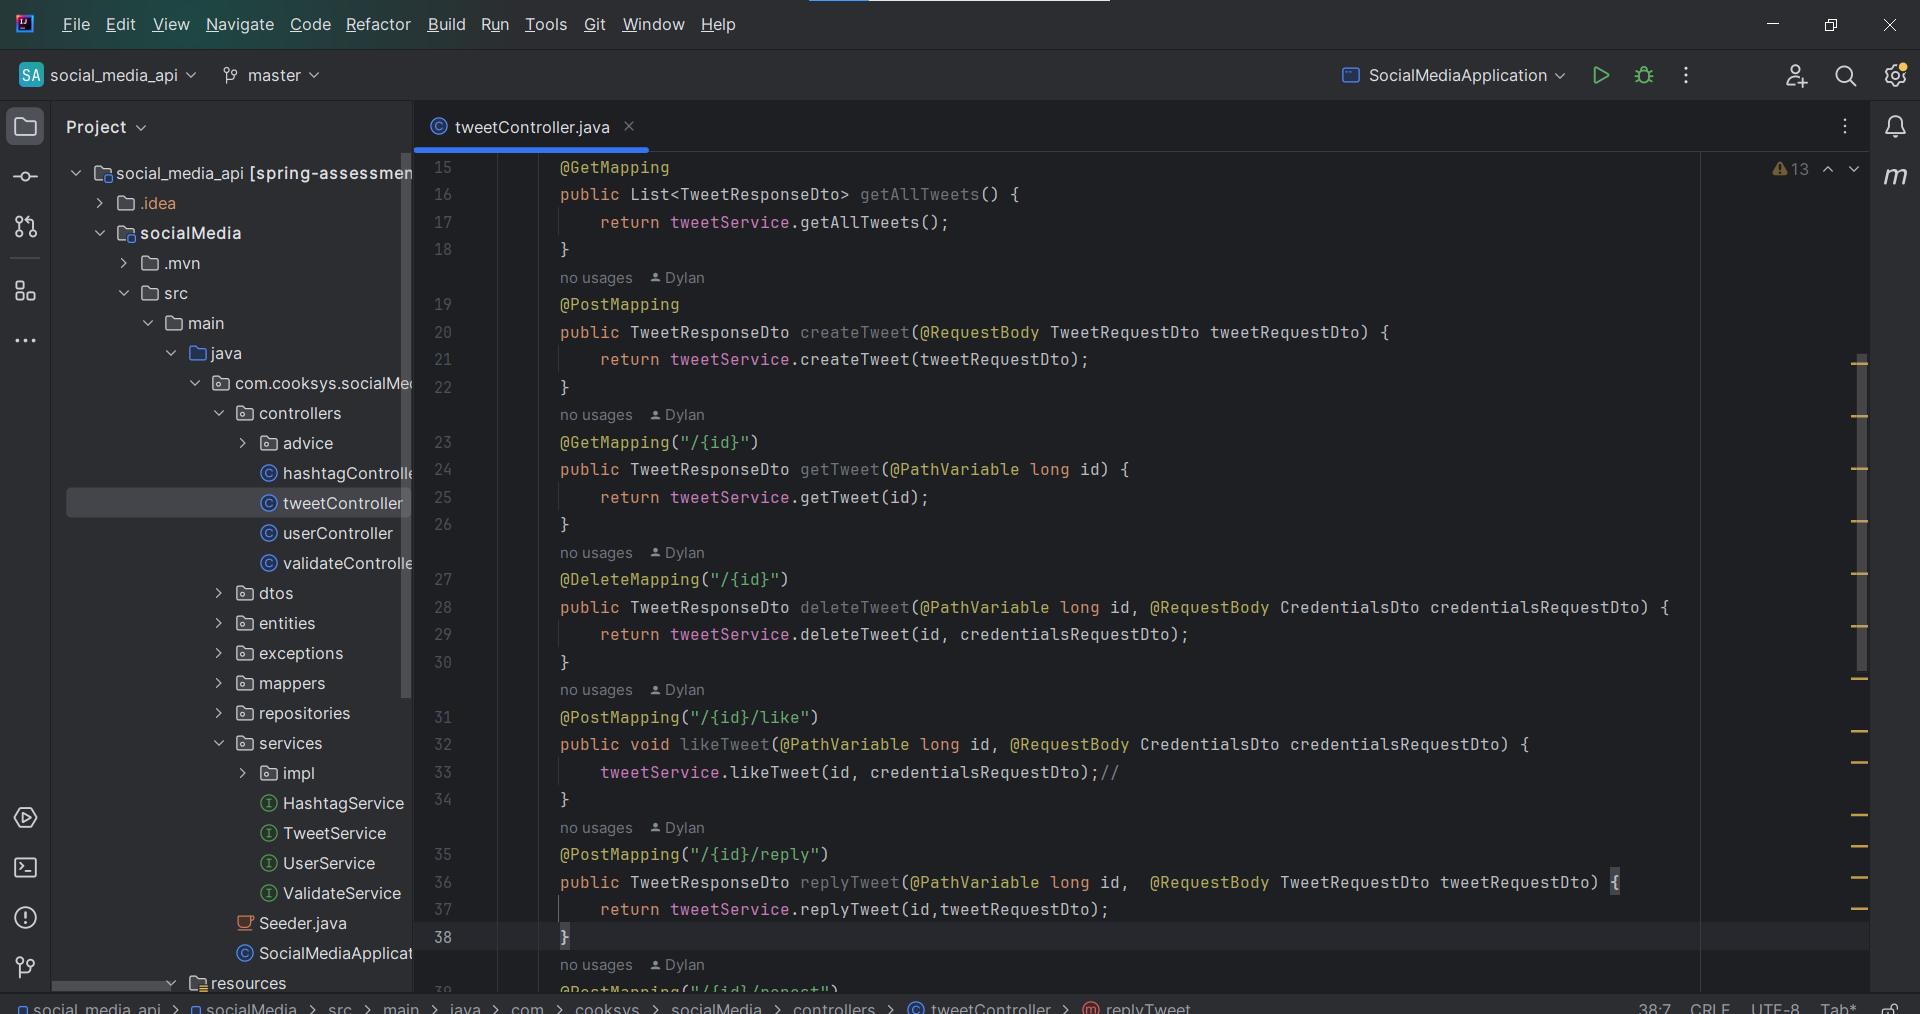 File Edit View Navigate Code Refactor Build Run Tools Git Window Help
SA social_media_api master SocialMediaApplication
Project
tweetController.java
social_media_api [spring-assessmen
.idea
socialMedia
.mvn
src
main
java
com.cooksys.socialMed
controllers
advice
hashtagControlle
tweetController
userController
validateControlle
dtos
entities
exceptions
mappers
repositories
services
impl
HashtagService
TweetService
UserService
ValidateService
Seeder.java
SocialMediaApplicat
resources
13
15 @GetMapping
16 public List<TweetResponseDto> getAllTweets() {
17 return tweetService.getAllTweets();
18 }
no usages Dylan
19 @PostMapping
20 public TweetResponseDto createTweet(@RequestBody TweetRequestDto tweetRequestDto) {
21 return tweetService.createTweet(tweetRequestDto);
22 }
no usages Dylan
23 @GetMapping("/{id}")
24 public TweetResponseDto getTweet(@PathVariable long id) {
25 return tweetService.getTweet(id);
26 }
no usages Dylan
27 @DeleteMapping("/{id}")
28 public TweetResponseDto deleteTweet(@PathVariable long id, @RequestBody CredentialsDto credentialsRequestDto) {
29 return tweetService.deleteTweet(id, credentialsRequestDto);
30 }
no usages Dylan
31 @PostMapping("/{id}/like")
32 public void likeTweet(@PathVariable long id, @RequestBody CredentialsDto credentialsRequestDto) {
33 tweetService.likeTweet(id, credentialsRequestDto);//
34 }
no usages Dylan
35 @PostMapping("/{id}/reply")
36 public TweetResponseDto replyTweet(@PathVariable long id,  @RequestBody TweetRequestDto tweetRequestDto) {
37 return tweetService.replyTweet(id,tweetRequestDto);
38 }
no usages Dylan
39 @PostMapping("/{id}/repost")
social_media_api > socialMedia > src > main > java > com > cooksys > socialMedia > controllers > tweetController > replyTweet 38:7 CRLF UTF-8 Tab*